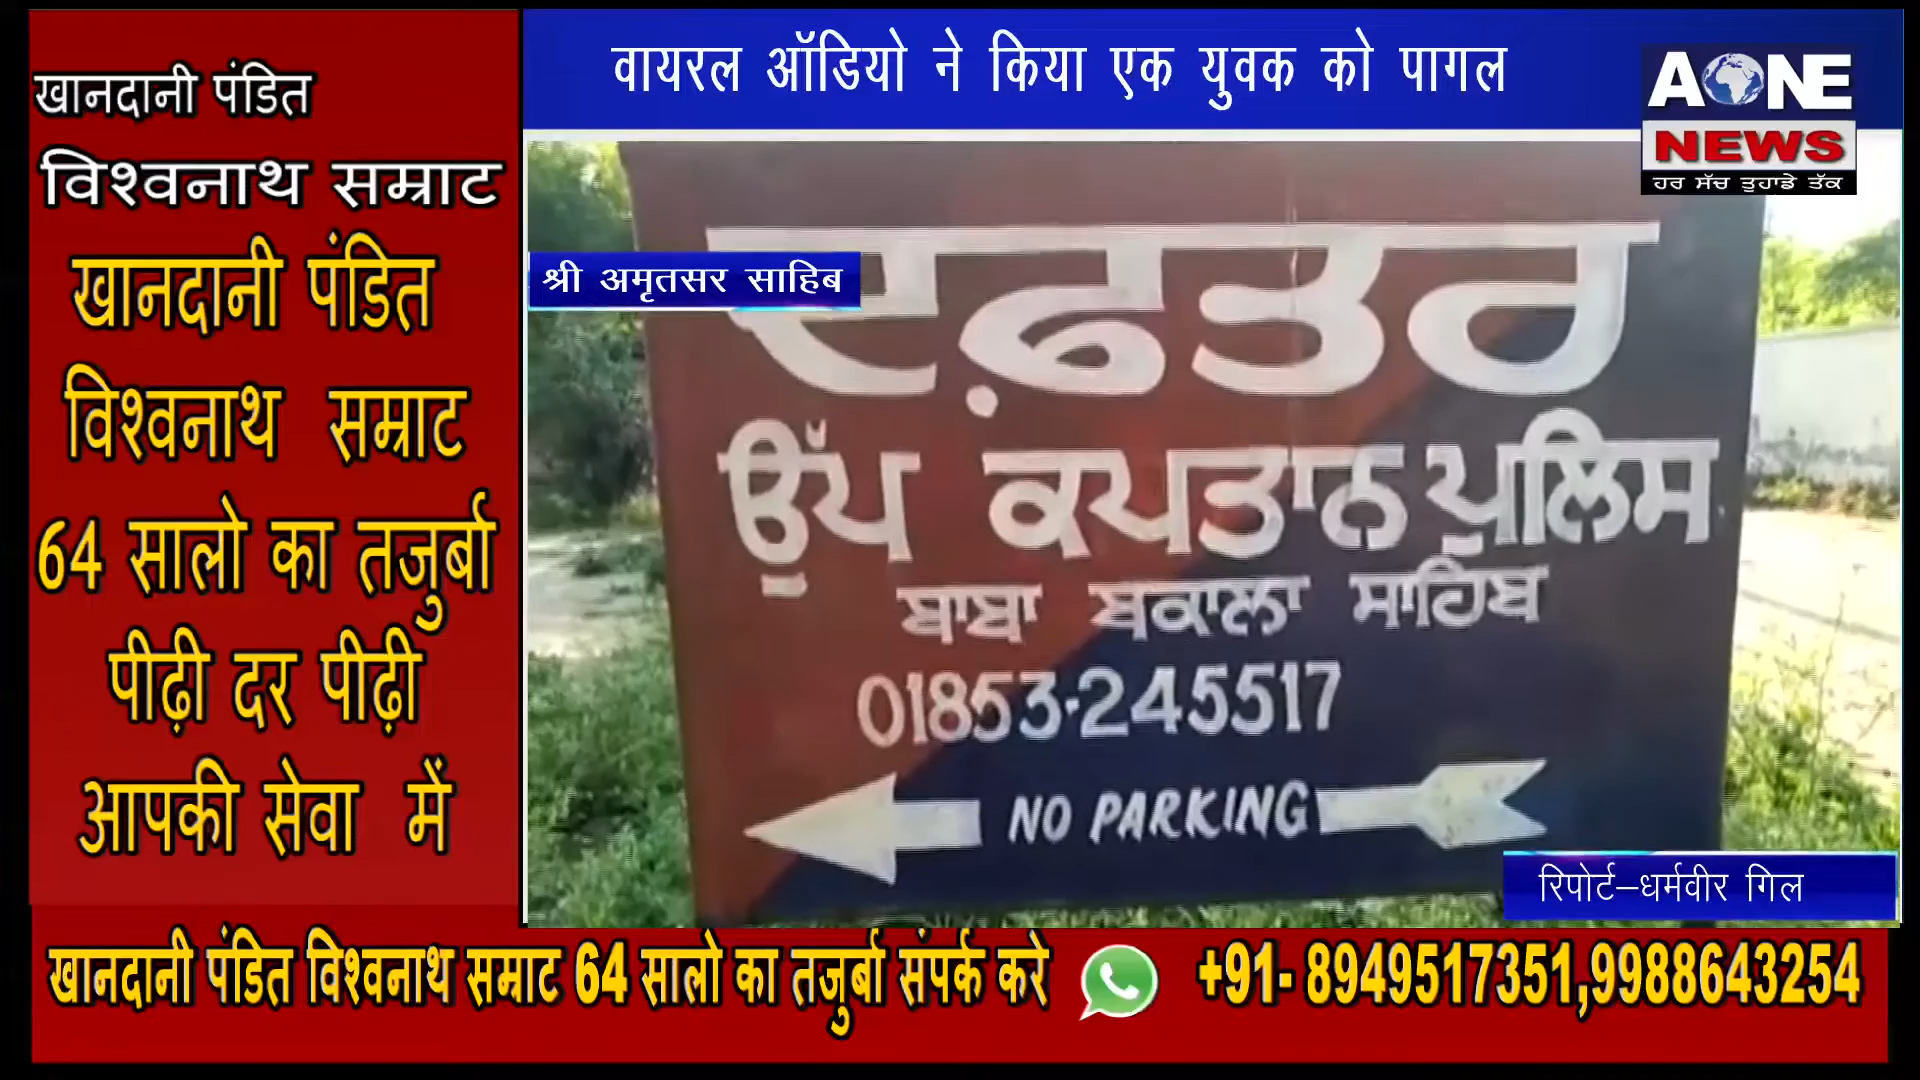 खानदानी पंडित
विश्वनाथ सम्राट
खानदानी पंडित
विश्वनाथ सम्राट
64 सालो का तजुर्बा
पीढ़ी दर पीढ़ी
आपकी सेवा में
वायरल ऑडियो ने किया एक युवक को पागल
AONE
NEWS
ਹਰ ਸੱਚ ਤੁਹਾਡੇ ਤੱਕ
श्री अमृतसर साहिब
ਦਫ਼ਤਰ
ਉੱਪ ਕਪਤਾਨ ਪੁਲਿਸ
ਬਾਬਾ ਬਕਾਲਾ ਸਾਹਿਬ
01853-245517
NO PARKING
रिपोर्ट–धर्मवीर गिल
खानदानी पंडित विश्वनाथ सम्राट 64 सालो का तजुर्बा संपर्क करे +91- 8949517351,9988643254